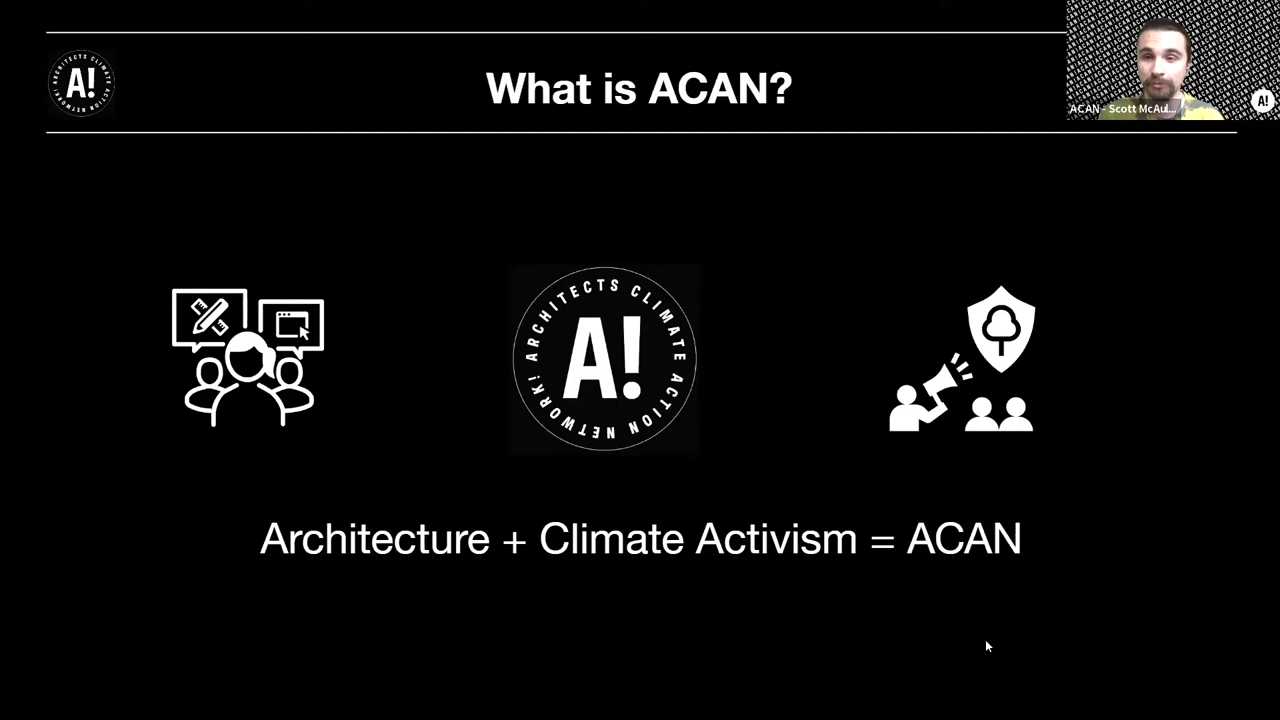 What is ACAN?
ARCHITECTS CLIMATE ACTION NETWORK!
A!
ACAN - Scott McAul...
A!
ARCHITECTS CLIMATE ACTION NETWORK!
A!
Architecture + Climate Activism = ACAN